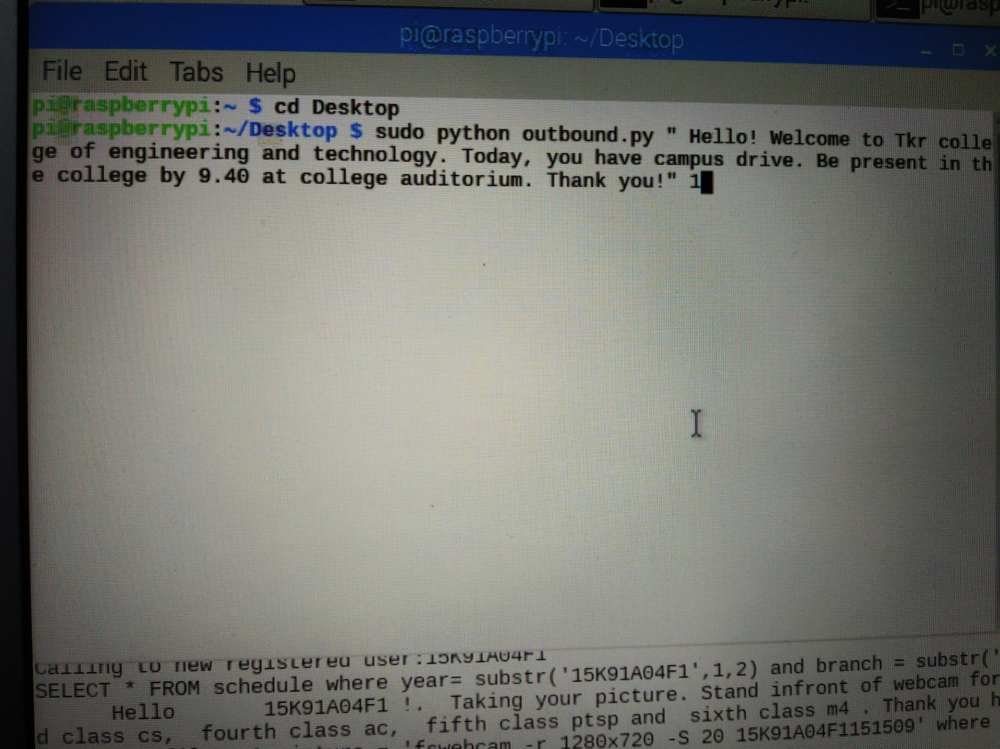 pi@rasp
pi@raspberrypi: ~/Desktop
File Edit Tabs Help
pi@raspberrypi:~ $ cd Desktop
pi@raspberrypi:~/Desktop $ sudo python outbound.py " Hello! Welcome to Tkr colle
ge of engineering and technology. Today, you have campus drive. Be present in th
e college by 9.40 at college auditorium. Thank you!" 1
Calling to new registered user:15K91A04F1
SELECT * FROM schedule where year= substr('15K91A04F1',1,2) and branch = substr('
Hello 15K91A04F1 !. Taking your picture. Stand infront of webcam for
d class cs, fourth class ac, fifth class ptsp and sixth class m4 . Thank you h
= 'fswebcam -r 1280x720 -S 20 15K91A04F1151509' where